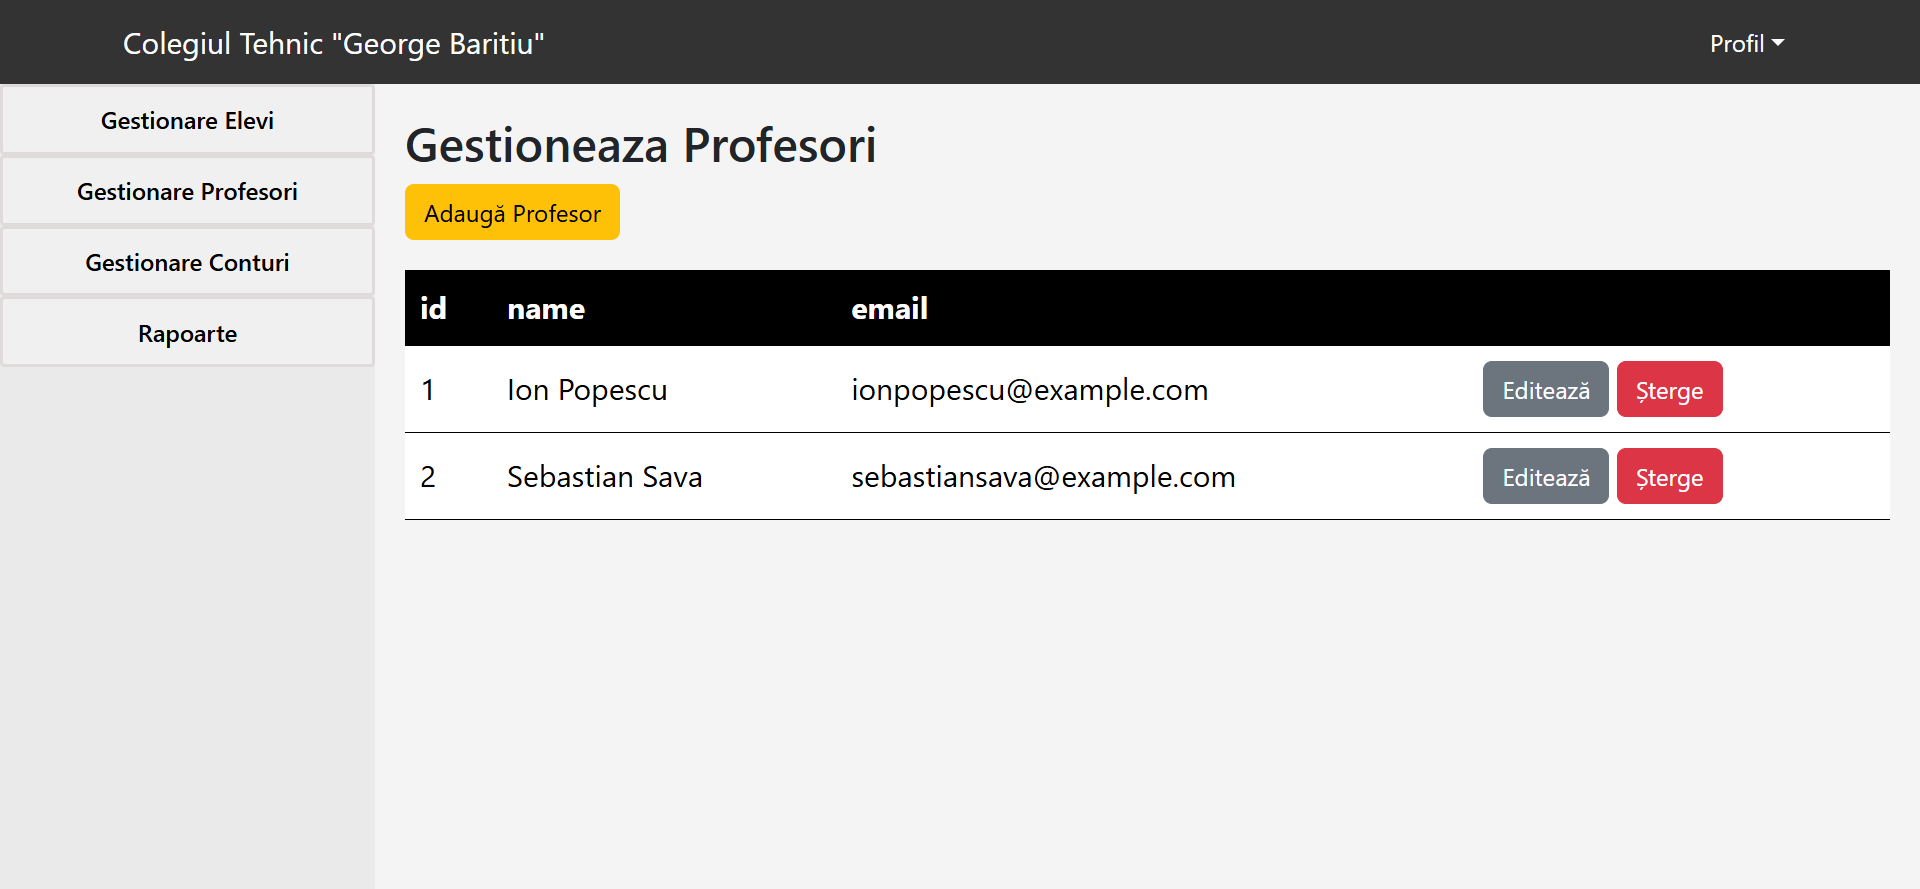 Colegiul Tehnic "George Baritiu"
Profil
Gestionare Elevi
Gestionare Profesori
Gestionare Conturi
Rapoarte
Gestioneaza Profesori
Adaugă Profesor
id name email
1 Ion Popescu ionpopescu@example.com Editează Șterge
2 Sebastian Sava sebastiansava@example.com Editează Șterge